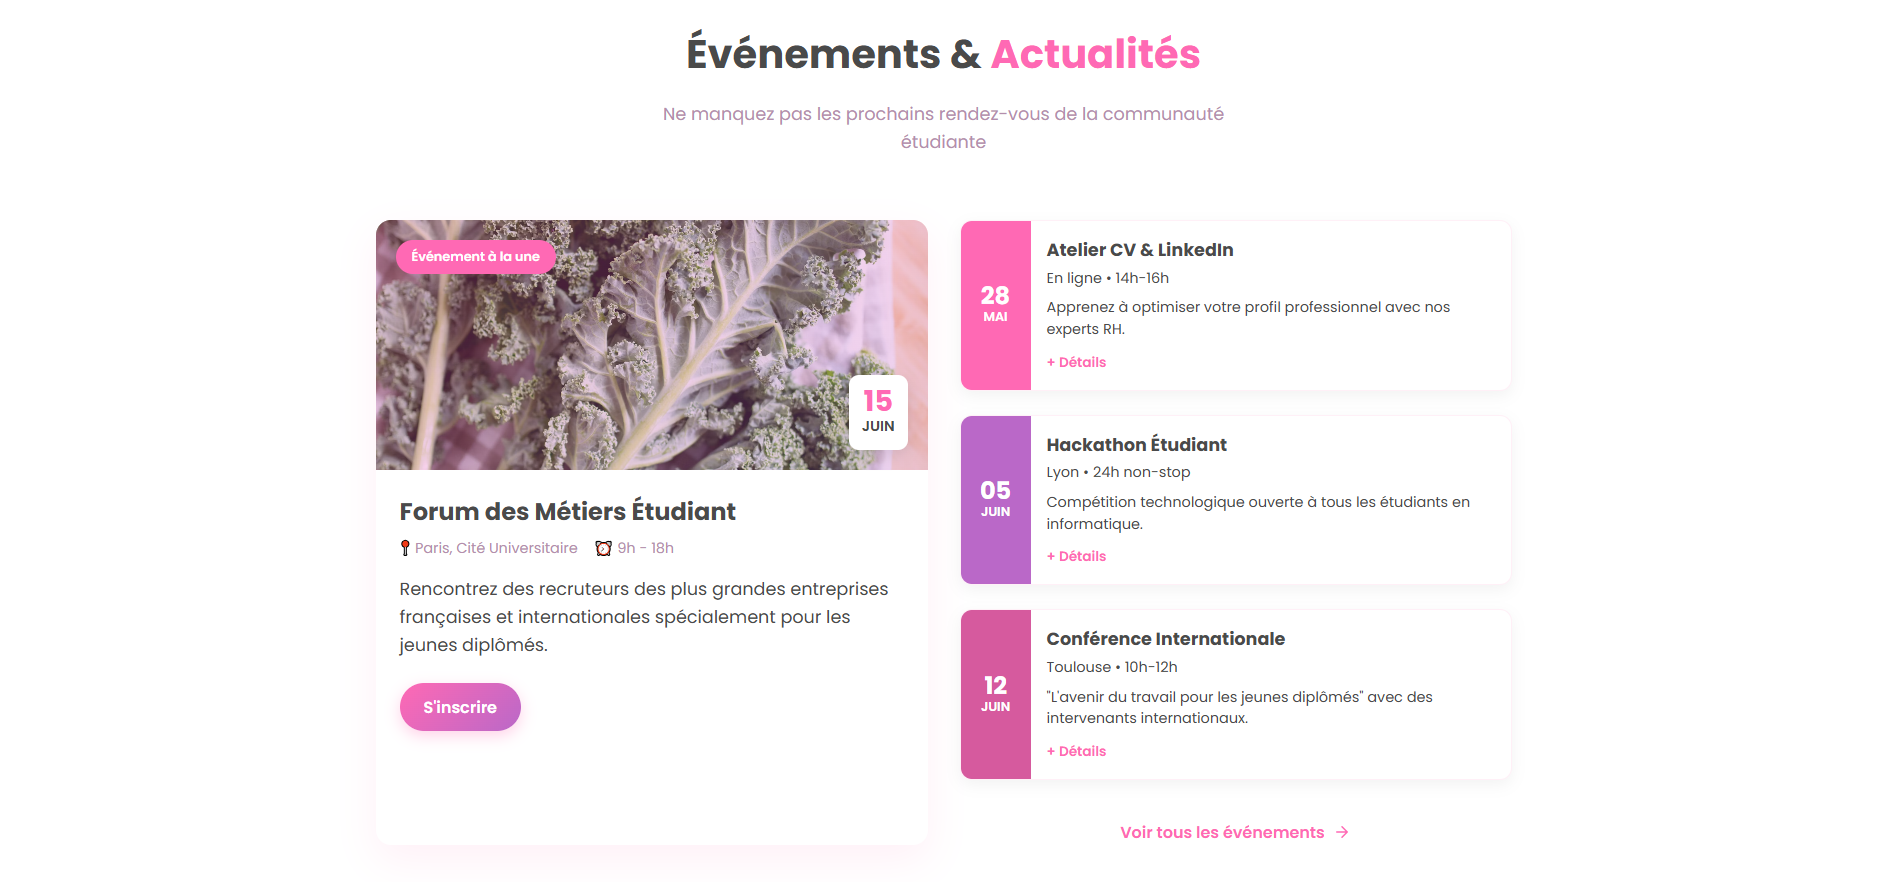 Événements & Actualités
Ne manquez pas les prochains rendez-vous de la communauté
étudiante
Événement à la une
15
JUIN
Forum des Métiers Étudiant
Paris, Cité Universitaire 9h - 18h
Rencontrez des recruteurs des plus grandes entreprises
françaises et internationales spécialement pour les
jeunes diplômés.
S'inscrire
28
MAI
Atelier CV & LinkedIn
En ligne • 14h-16h
Apprenez à optimiser votre profil professionnel avec nos
experts RH.
+ Détails
05
JUIN
Hackathon Étudiant
Lyon • 24h non-stop
Compétition technologique ouverte à tous les étudiants en
informatique.
+ Détails
12
JUIN
Conférence Internationale
Toulouse • 10h-12h
"L'avenir du travail pour les jeunes diplômés" avec des
intervenants internationaux.
+ Détails
Voir tous les événements →